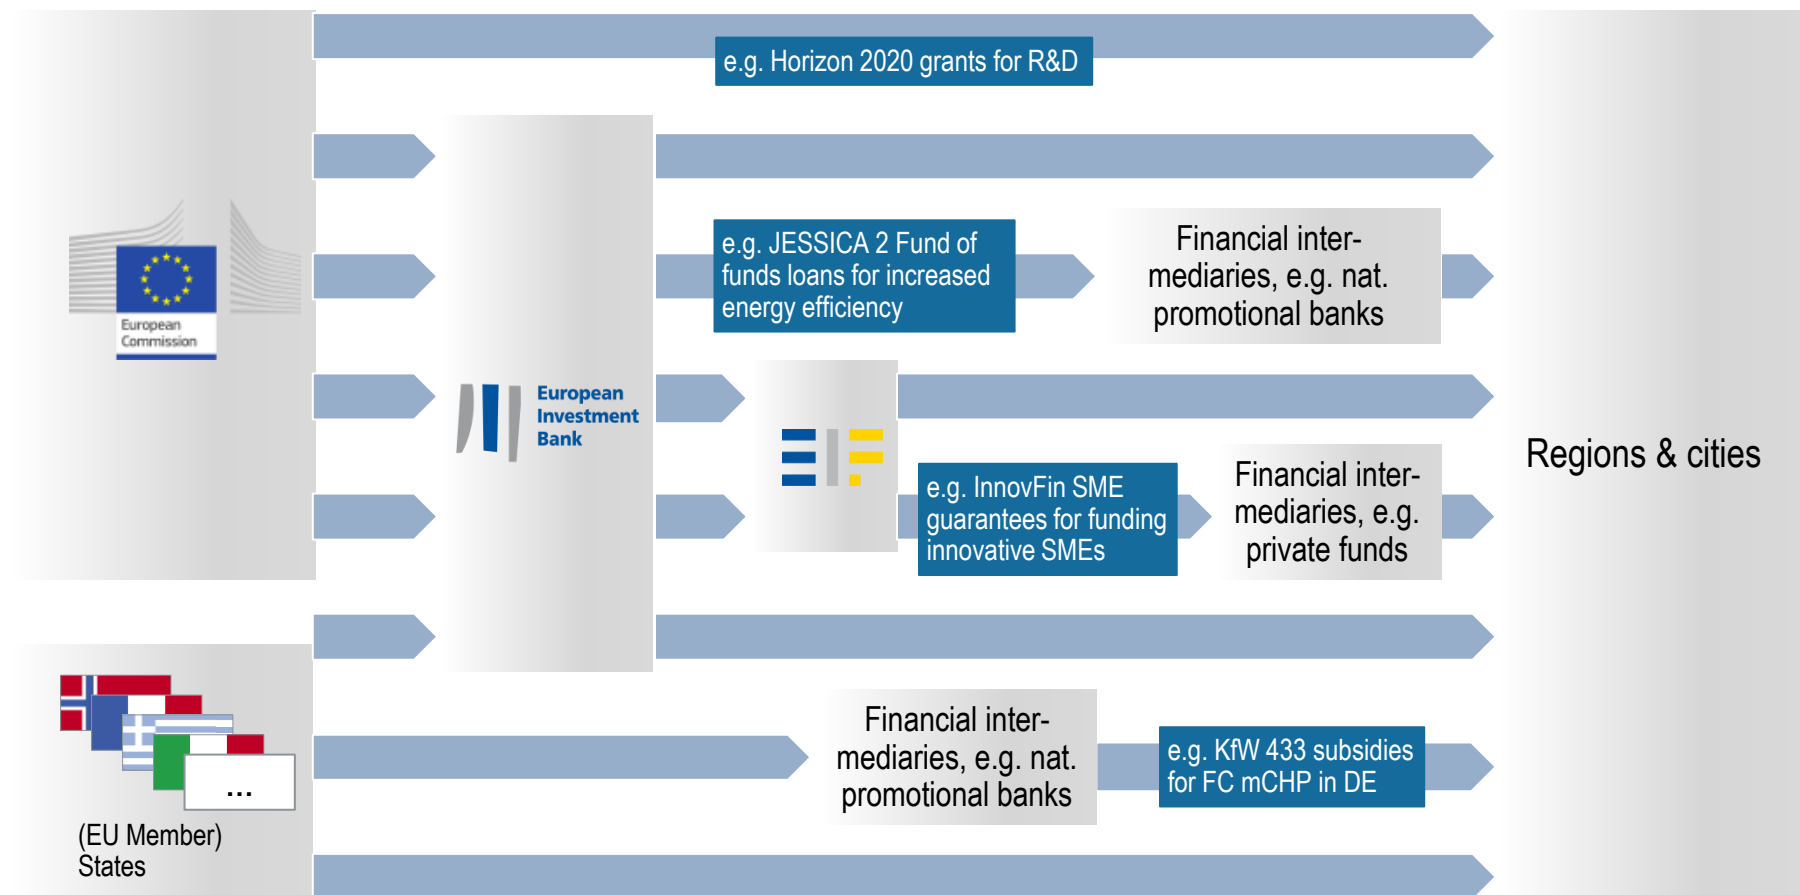 e.g. Horizon 2020 grants for R&D
e.g. JESSICA 2 Fund of
funds loans for increased
energy efficiency
Financial inter-
mediaries, e.g. nat.
promotional banks
European
Commission
European
Investment
Bank
EIF
e.g. InnovFin SME
guarantees for funding
innovative SMEs
Financial inter-
mediaries, e.g.
private funds
Regions & cities
Financial inter-
mediaries, e.g. nat.
promotional banks
e.g. KfW 433 subsidies
for FC mCHP in DE
...
(EU Member)
States